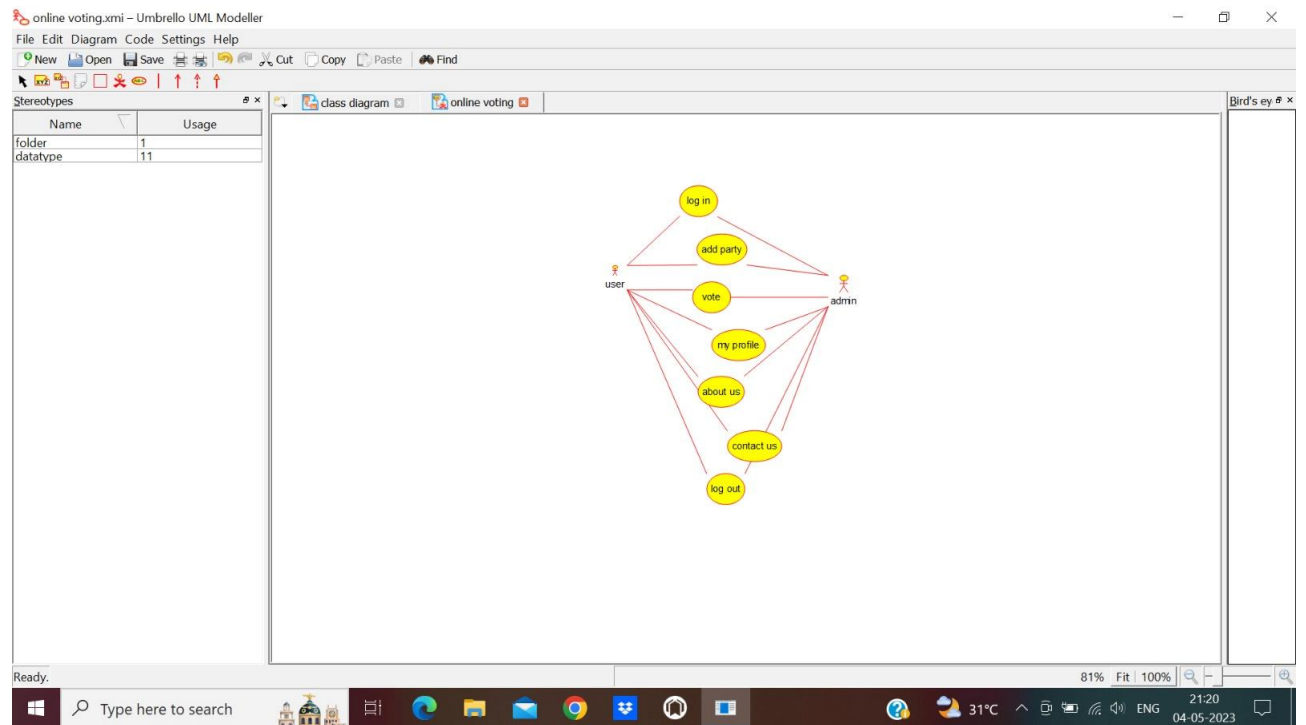 online voting.xmi – Umbrello UML Modeller
File Edit Diagram Code Settings Help
New Open Save Cut Copy Paste Find
Stereotypes
class diagram online voting
Bird's ey
Name Usage
folder 1
datatype 11
log in
add party
user
vote
admin
my profile
about us
contact us
log out
Ready.
81% Fit 100%
Type here to search
31°C ENG
21:20
04-05-2023